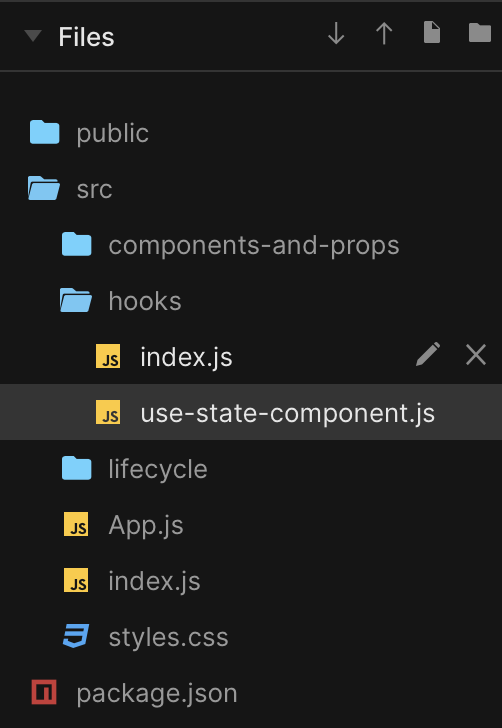 Files
public
src
components-and-props
hooks
JS index.js
JS use-state-component.js
lifecycle
JS App.js
JS index.js
styles.css
package.json